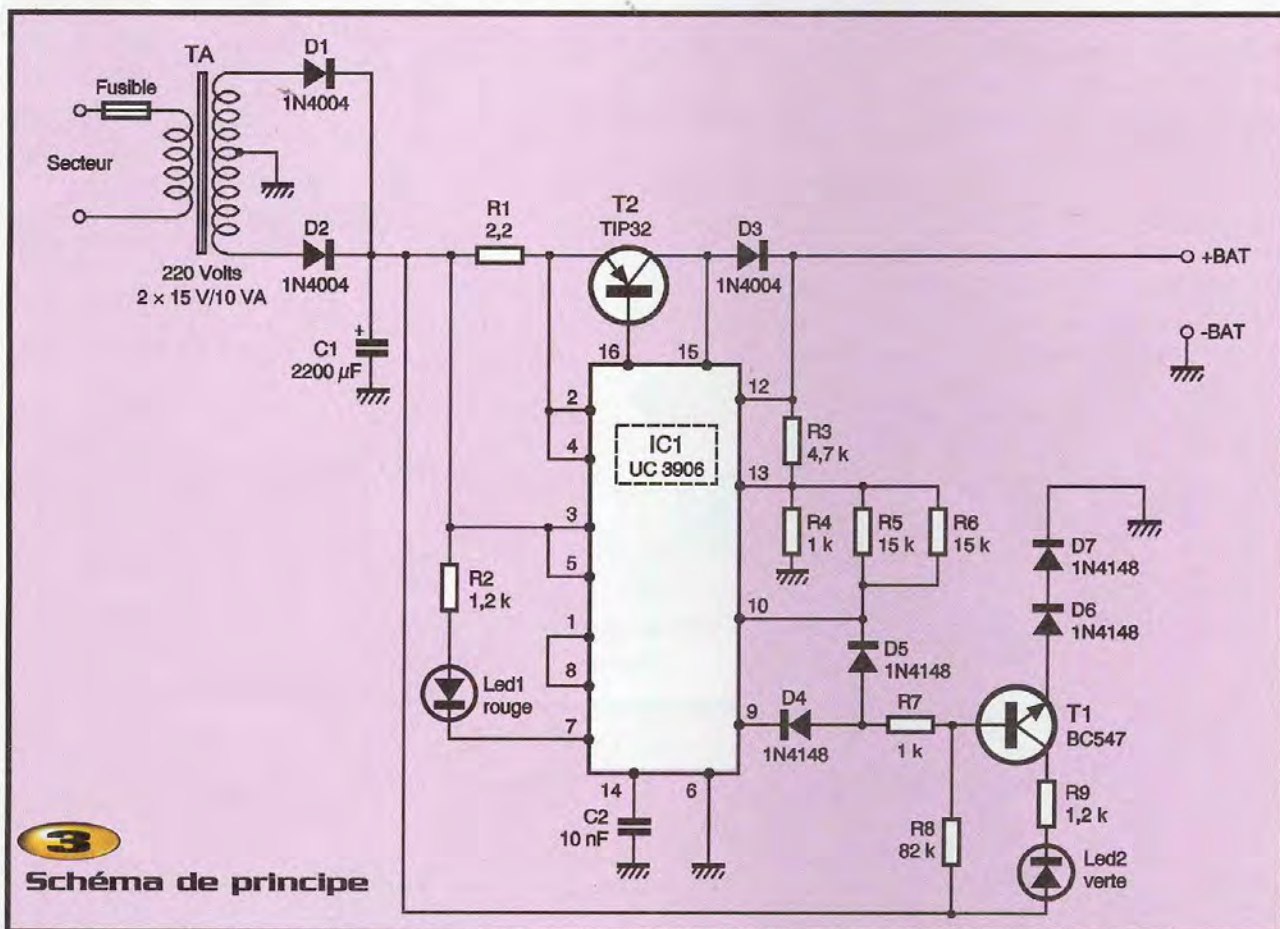 TA
D1
1N4004
Fusible
Secteur
D2
1N4004
220 Volts
2 × 15 V/10 VA
C1
2200 µF
+
R1
2,2
T2
TIP32
D3
1N4004
+BAT
-BAT
16
15
2
4
3
5
1
8
7
14
6
12
13
10
9
IC1
UC 3906
R2
1,2 k
Led1
rouge
C2
10 nF
R3
4,7 k
R4
1 k
R5
15 k
R6
15 k
D5
1N4148
D4
1N4148
R7
1 k
R8
82 k
D7
1N4148
D6
1N4148
T1
BC547
R9
1,2 k
Led2
verte
3
Schéma de principe